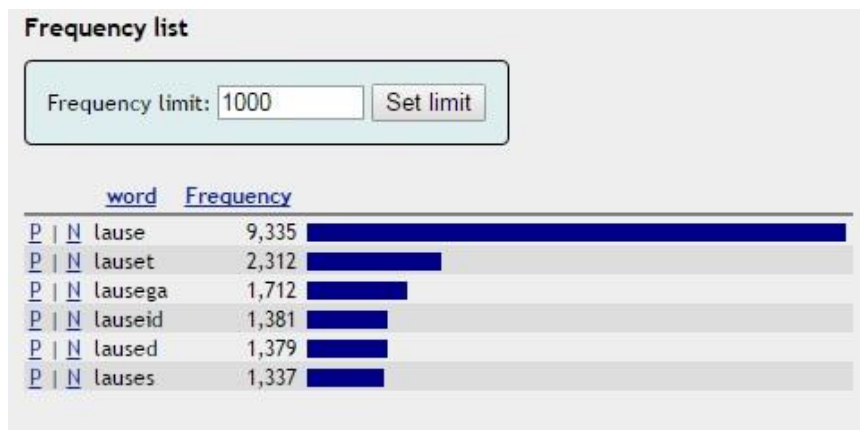 Frequency list
Frequency limit: 1000 Set limit
word Frequency
P | N lause 9,335
P | N lauset 2,312
P | N lausega 1,712
P | N lauseid 1,381
P | N laused 1,379
P | N lauses 1,337